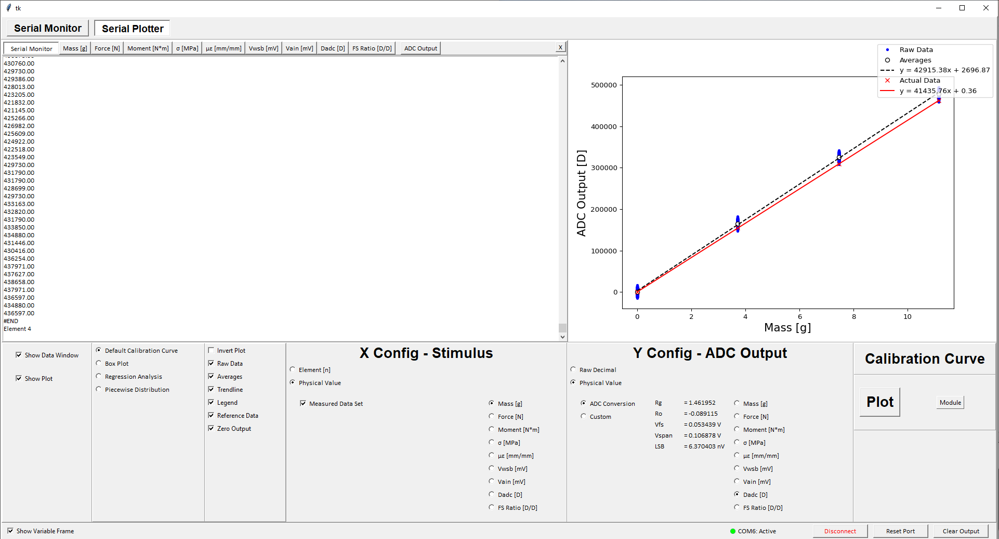 tk
Serial Monitor
Serial Plotter
Serial Monitor
Mass [g]
Force [N]
Moment [N*m]
σ [MPa]
με [mm/mm]
Vwsb [mV]
Vain [mV]
Dadc [D]
FS Ratio [D/D]
ADC Output
X
430760.00
429730.00
429386.00
428013.00
423205.00
421832.00
421145.00
425266.00
426982.00
425609.00
424922.00
422518.00
423549.00
429730.00
431790.00
431790.00
428699.00
429730.00
433163.00
432820.00
431790.00
433850.00
434880.00
431446.00
430416.00
436254.00
437971.00
437627.00
438658.00
437971.00
436597.00
434880.00
436597.00
#END
Element 4
Raw Data
Averages
y = 42915.38x + 2696.87
Actual Data
y = 41435.76x + 0.36
500000
400000
300000
200000
100000
0
ADC Output [D]
0 2 4 6 8 10
Mass [g]
Show Data Window
Show Plot
Default Calibration Curve
Box Plot
Regression Analysis
Piecewise Distribution
Invert Plot
Raw Data
Averages
Trendline
Legend
Reference Data
Zero Output
X Config - Stimulus
Element [n]
Physical Value
Measured Data Set
Mass [g]
Force [N]
Moment [N*m]
σ [MPa]
με [mm/mm]
Vwsb [mV]
Vain [mV]
Dadc [D]
FS Ratio [D/D]
Y Config - ADC Output
Raw Decimal
Physical Value
ADC Conversion
Custom
Rg = 1.461952
Ro = -0.089115
Vfs = 0.053439 V
Vspan = 0.106878 V
LSB = 6.370403 nV
Mass [g]
Force [N]
Moment [N*m]
σ [MPa]
με [mm/mm]
Vwsb [mV]
Vain [mV]
Dadc [D]
FS Ratio [D/D]
Calibration Curve
Plot
Module
Show Variable Frame
COM6: Active
Disconnect
Reset Port
Clear Output